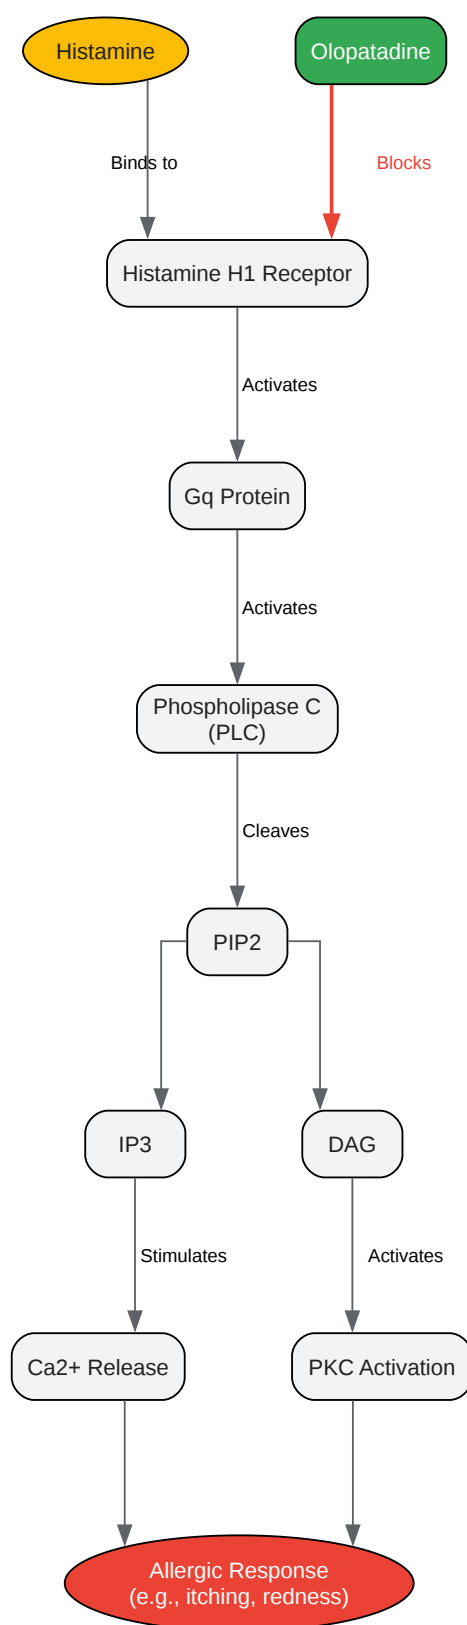 Histamine
Olopatadine
Binds to
Blocks
Histamine H1 Receptor
Activates
Gq Protein
Activates
Phospholipase C
(PLC)
Cleaves
PIP2
IP3
DAG
Stimulates
Activates
Ca2+ Release
PKC Activation
Allergic Response
(e.g., itching, redness)